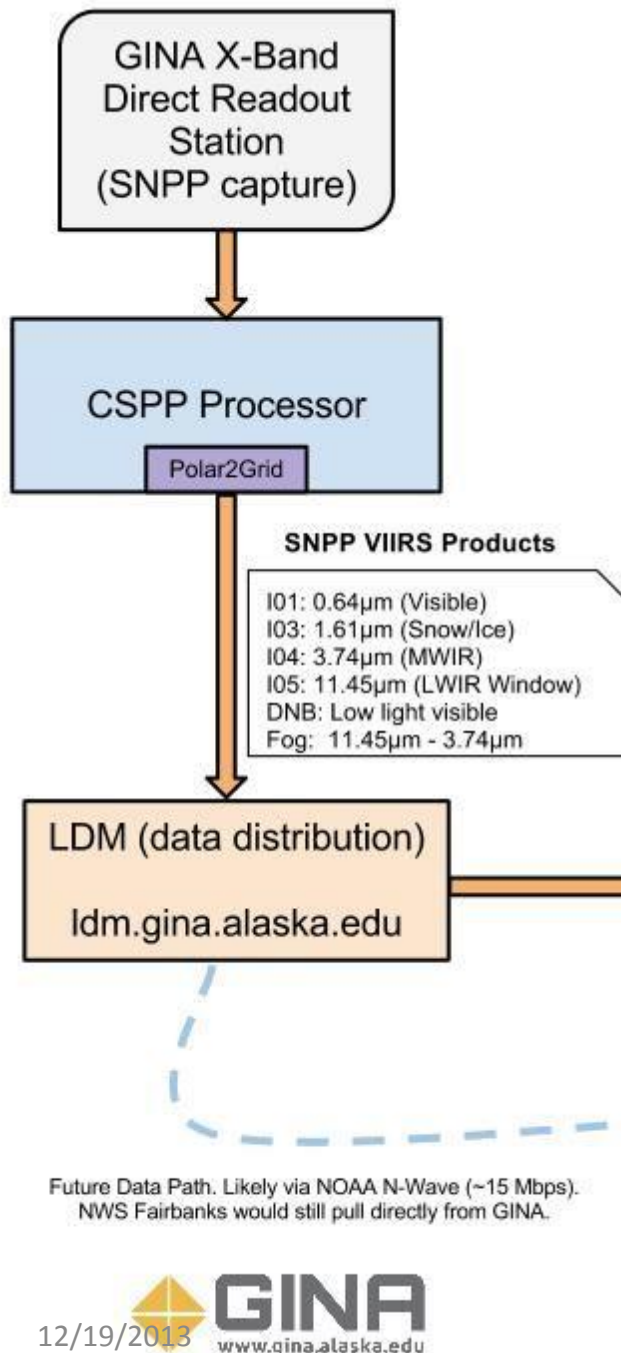 GINA X-Band
Direct Readout
Station
(SNPP capture)
CSPP Processor
Polar2Grid
SNPP VIIRS Products
I01: 0.64µm (Visible)
I03: 1.61µm (Snow/Ice)
I04: 3.74µm (MWIR)
I05: 11.45µm (LWIR Window)
DNB: Low light visible
Fog:  11.45µm - 3.74µm
LDM (data distribution)
ldm.gina.alaska.edu
Future Data Path. Likely via NOAA N-Wave (~15 Mbps).
NWS Fairbanks would still pull directly from GINA.
GINA
12/19/2013
www.gina.alaska.edu